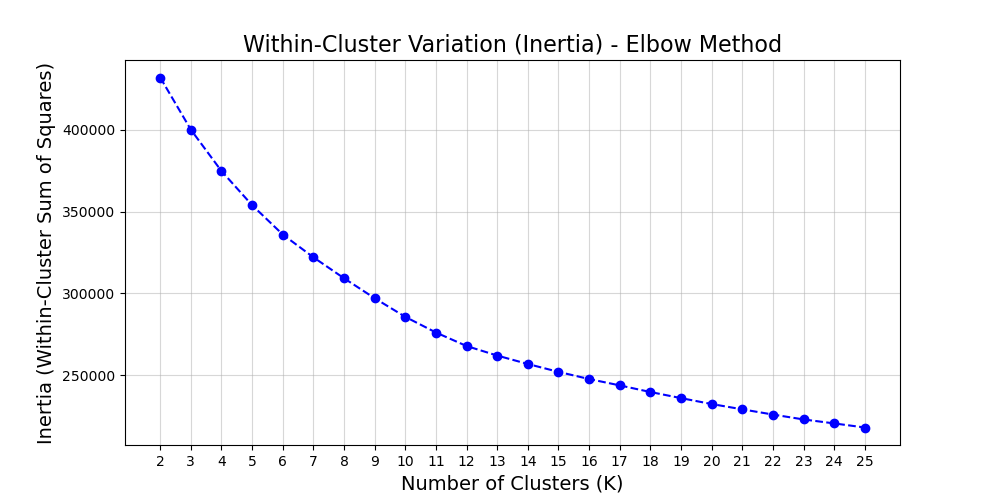 Within-Cluster Variation (Inertia) - Elbow Method
Inertia (Within-Cluster Sum of Squares)
400000
350000
300000
250000
2 3 4 5 6 7 8 9 10 11 12 13 14 15 16 17 18 19 20 21 22 23 24 25
Number of Clusters (K)